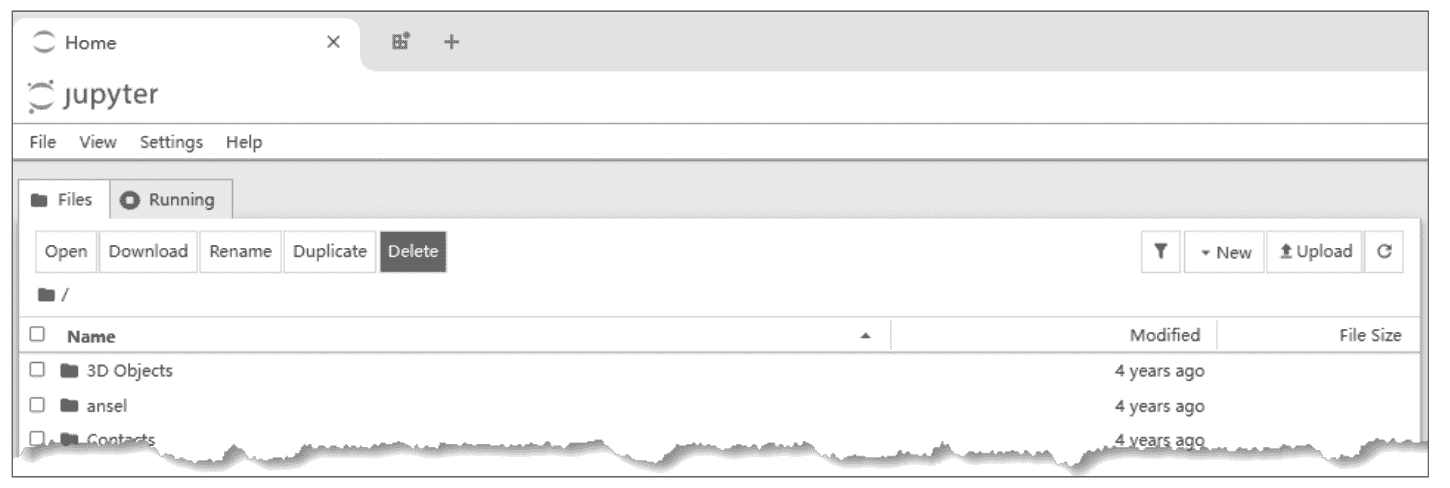 Home
jupyter
File View Settings Help
Files Running
Open Download Rename Duplicate Delete New Upload
/
Name Modified File Size
3D Objects 4 years ago
ansel 4 years ago
Contacts 4 years ago